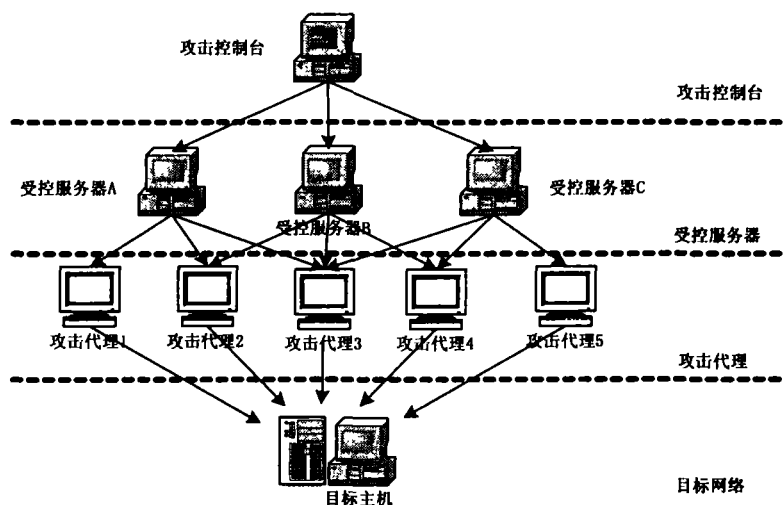 攻击控制台
攻击控制台
受控服务器A
受控服务器B
受控服务器C
受控服务器
攻击代理1
攻击代理2
攻击代理3
攻击代理4
攻击代理5
攻击代理
目标主机
目标网络